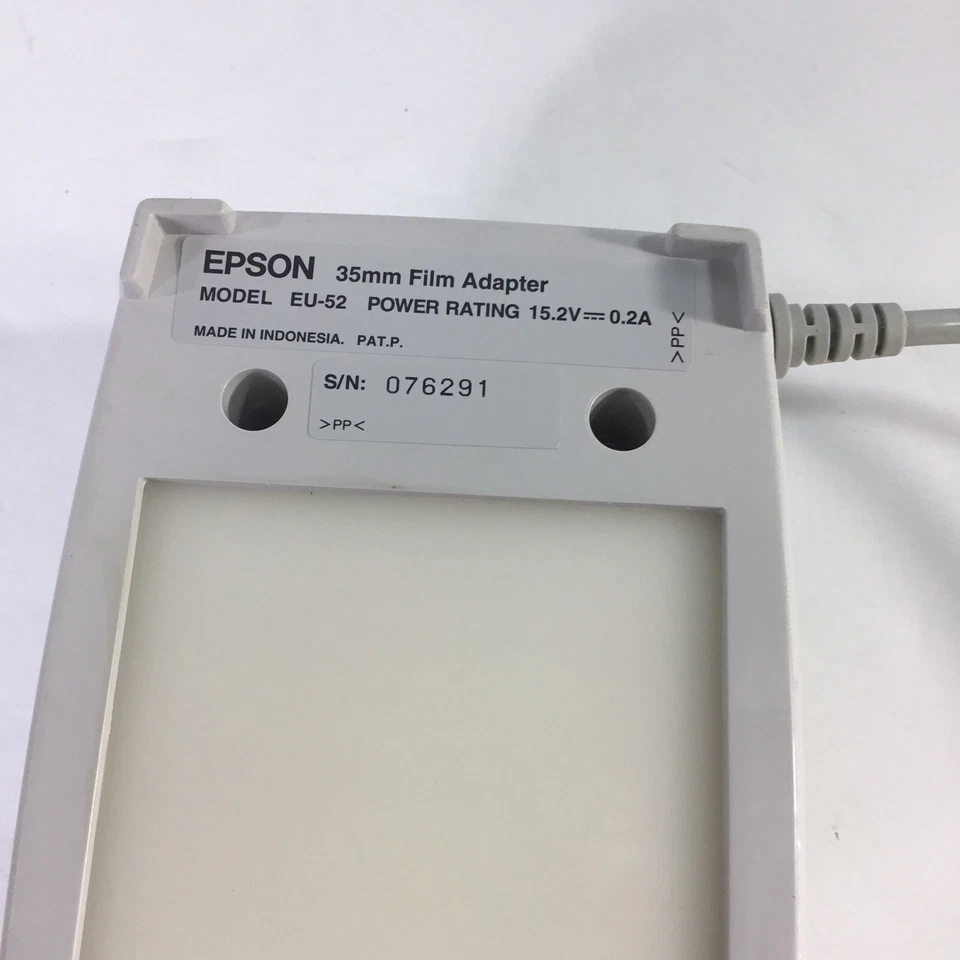 EPSON 35mm Film Adapter
MODEL EU-52 POWER RATING 15.2V⎓0.2A
MADE IN INDONESIA. PAT.P.
>PP<
S/N: 076291
>PP<